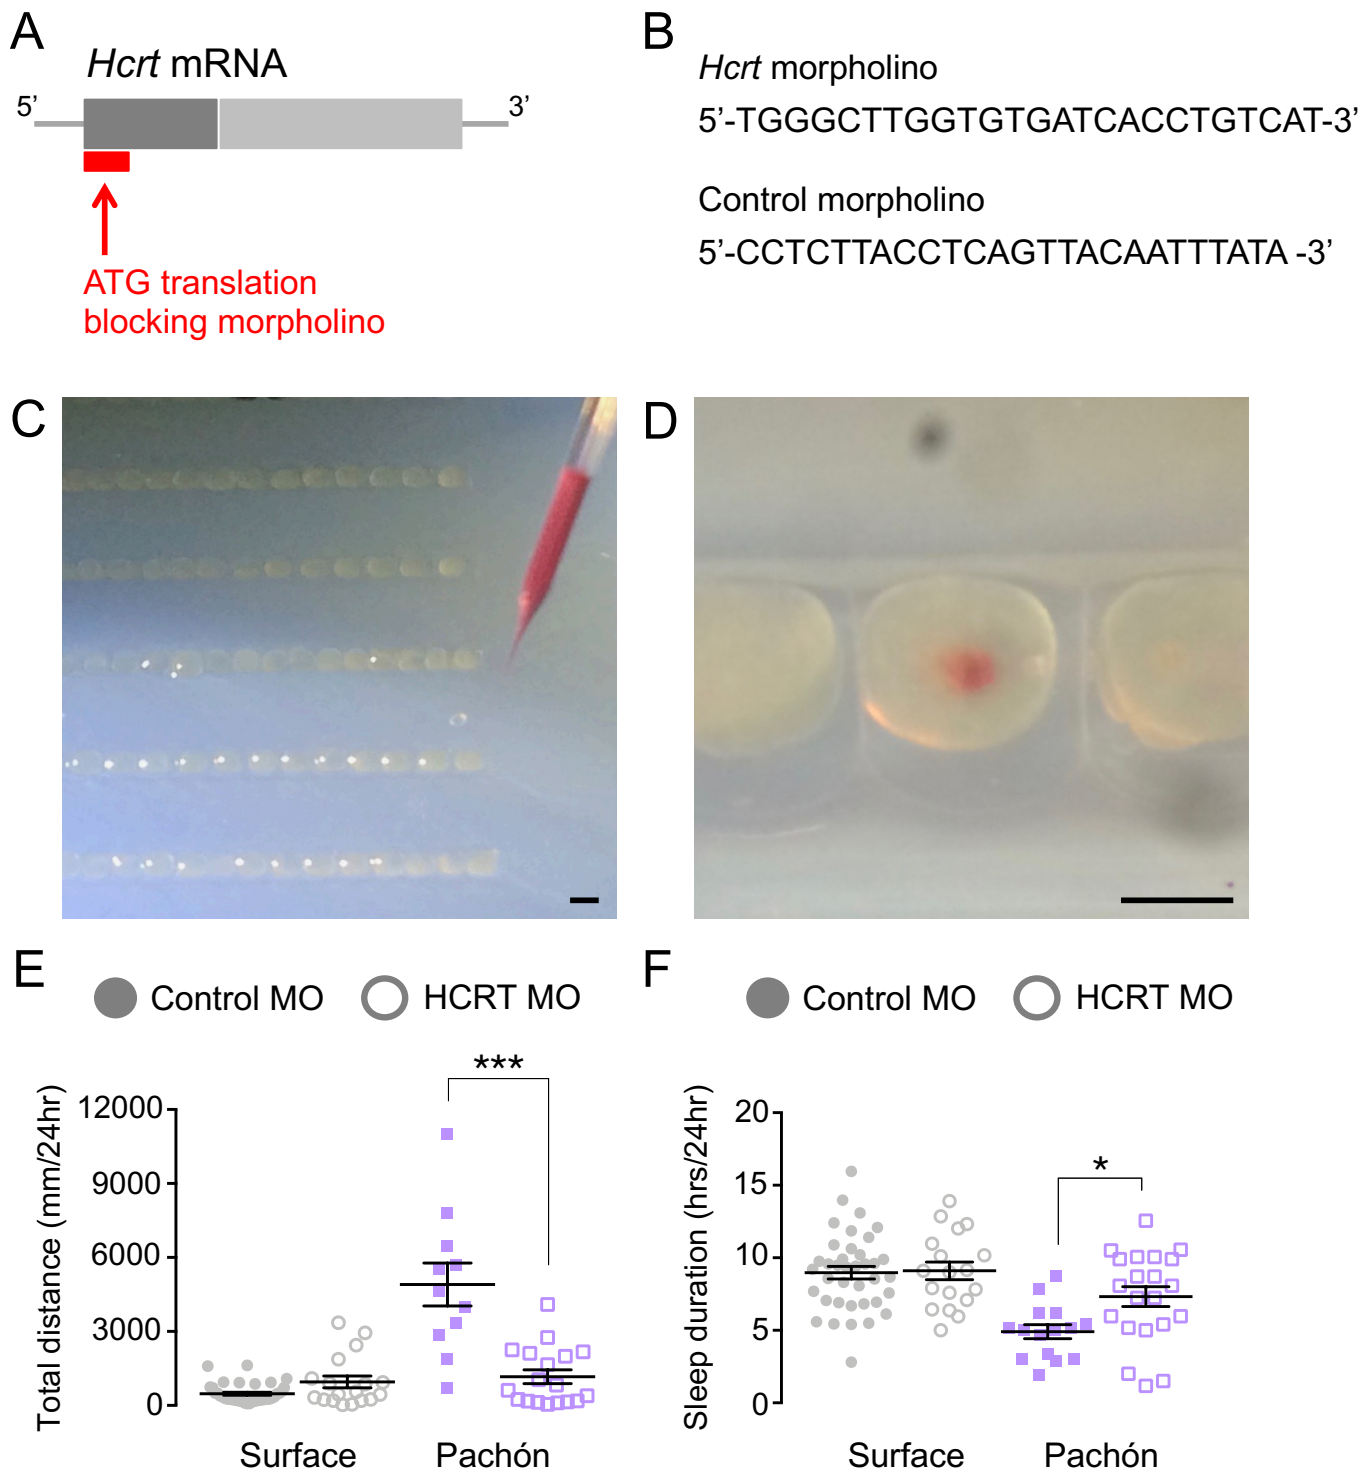 A
Hcrt mRNA
5’
3’
ATG translation
blocking morpholino
B
Hcrt morpholino
5’-TGGGCTTGGTGTGATCACCTGTCAT-3’
Control morpholino
5’-CCTCTTACCTCAGTTACAATTTATA -3’
C
D
E
Control MO
HCRT MO
***
Total distance (mm/24hr)
12000
9000
6000
3000
0
Surface
Pachón
F
Control MO
HCRT MO
*
Sleep duration (hrs/24hr)
20
15
10
5
0
Surface
Pachón